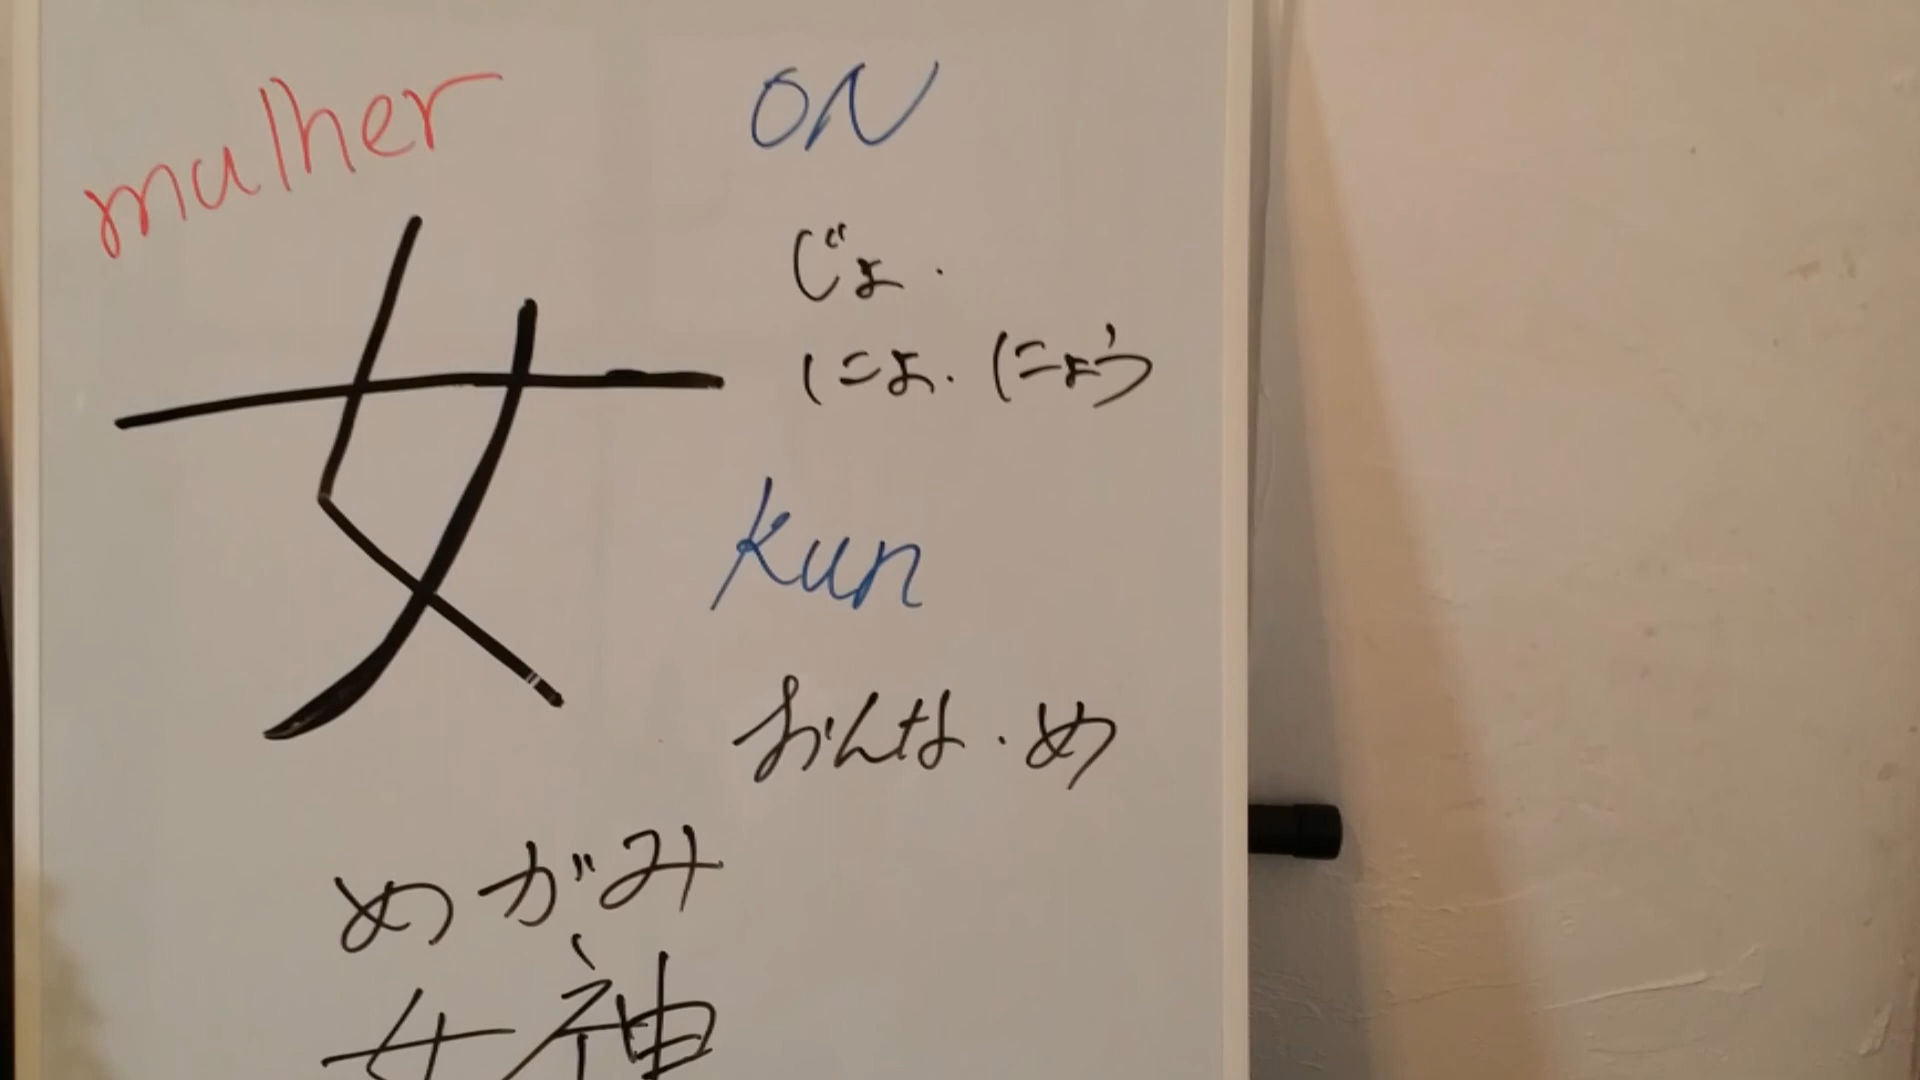 mulher
女
ON
じょ・
にょ・にょう
kun
おんな・め
めがみ
女神